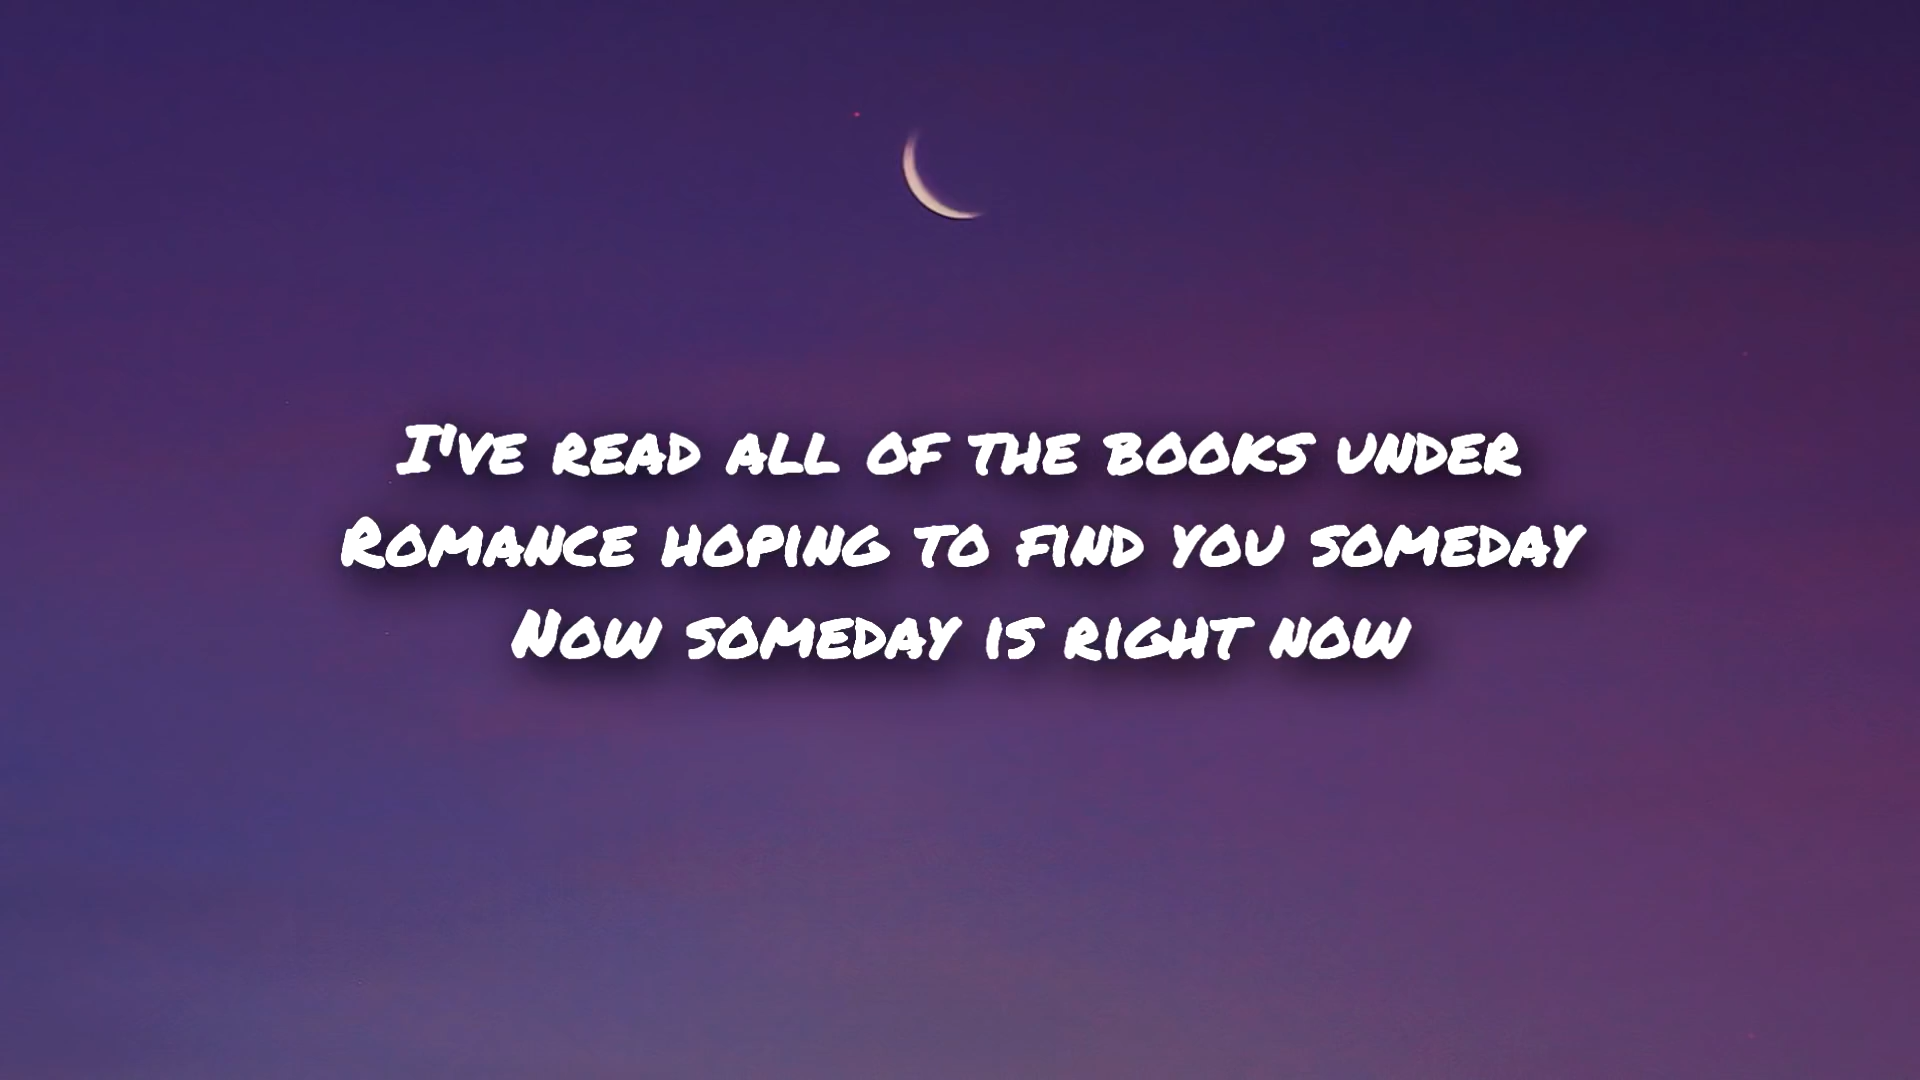 I've read all of the books under
Romance hoping to find you someday
Now someday is right now